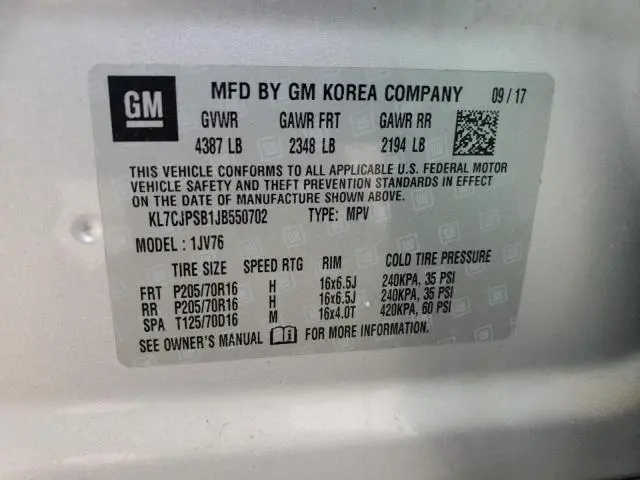 GM MFD BY GM KOREA COMPANY 09/17
GVWR GAWR FRT GAWR RR
4387 LB 2348 LB 2194 LB
THIS VEHICLE CONFORMS TO ALL APPLICABLE U.S. FEDERAL MOTOR
VEHICLE SAFETY AND THEFT PREVENTION STANDARDS IN EFFECT
ON THE DATE OF MANUFACTURE SHOWN ABOVE.
KL7CJPSB1JB550702 TYPE: MPV
MODEL: 1JV76
TIRE SIZE SPEED RTG RIM COLD TIRE PRESSURE
FRT P205/70R16 H 16x6.5J 240KPA, 35 PSI
RR P205/70R16 H 16x6.5J 240KPA, 35 PSI
SPA T125/70D16 M 16x4.0T 420KPA, 60 PSI
SEE OWNER'S MANUAL FOR MORE INFORMATION.